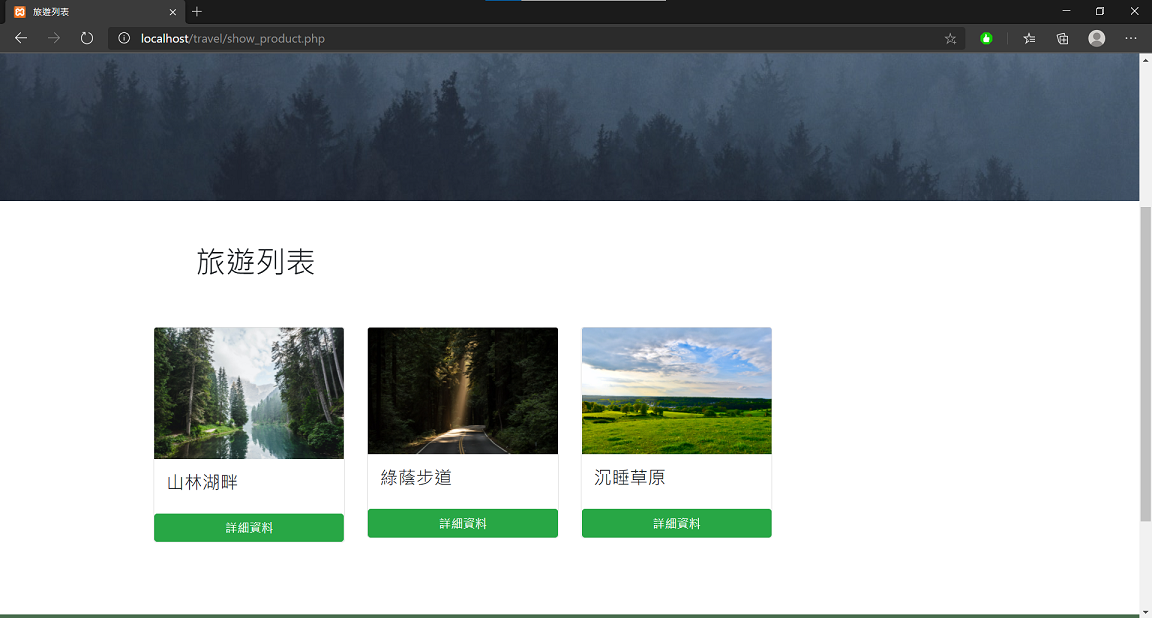 旅遊列表
localhost/travel/show_product.php
旅遊列表
山林湖畔
綠蔭步道
沉睡草原
詳細資料
詳細資料
詳細資料